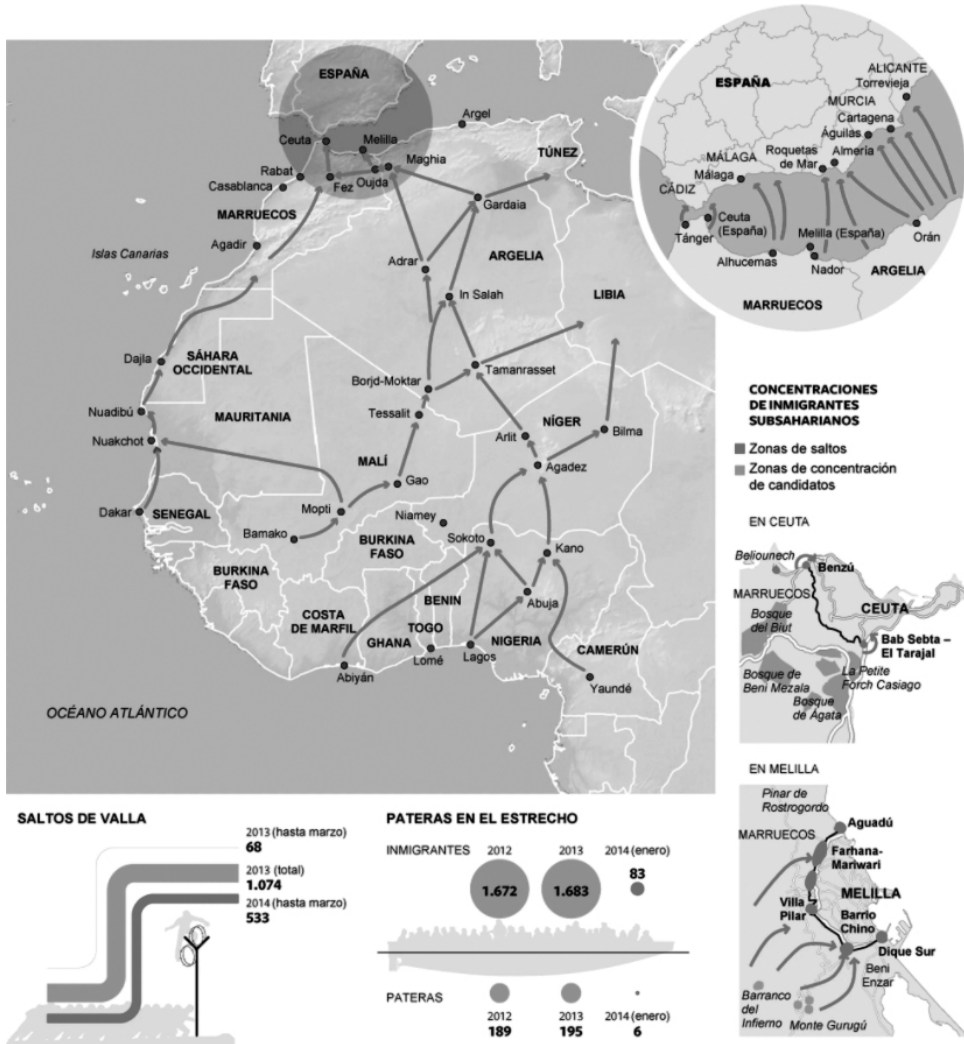 ESPAÑA
Ceuta
Melilla
Argel
Rabat
Maghia
TÚNEZ
Casablanca
Fez
Oujda
MARRUECOS
Gardaia
Agadir
Islas Canarias
Adrar
ARGELIA
In Salah
LIBIA
Dajla
SÁHARA
OCCIDENTAL
Borjd-Moktar
Tamanrasset
Nuadibú
MAURITANIA
Tessalit
NÍGER
Nuakchot
Arlit
Bilma
MALÍ
Agadez
Gao
Dakar
SENEGAL
Mopti
Niamey
Bamako
BURKINA
FASO
Sokoto
Kano
BURKINA
FASO
BENIN
Abuja
COSTA
DE MARFIL
TOGO
GHANA
NIGERIA
CAMERÚN
Lomé
Lagos
Abiyán
Yaundé
OCÉANO ATLÁNTICO
ALICANTE
Torrevieja
ESPAÑA
MURCIA
Cartagena
Águilas
Roquetas
de Mar
Almería
MÁLAGA
Málaga
CÁDIZ
Ceuta
(España)
Melilla (España)
Tánger
Orán
Alhucemas
Nador
ARGELIA
MARRUECOS
CONCENTRACIONES
DE INMIGRANTES
SUBSAHARIANOS
Zonas de saltos
Zonas de concentración
de candidatos
EN CEUTA
Beliounech
Benzú
MARRUECOS
CEUTA
Bosque
del Biut
Bab Sebta –
El Tarajal
La Petite
Forch Casiago
Bosque de
Beni Mezala
Bosque
de Ágata
EN MELILLA
Pinar de
Rostrogordo
Aguadú
MARRUECOS
Farhana-
Mariwari
MELILLA
Villa
Pilar
Barrio
Chino
Dique Sur
Beni
Enzar
Barranco
del
Infierno
Monte Gurugú
SALTOS DE VALLA
2013 (hasta marzo)
68
2013 (total)
1.074
2014 (hasta marzo)
533
PATERAS EN EL ESTRECHO
INMIGRANTES
2012
2013
2014 (enero)
1.672
1.683
83
PATERAS
2012
2013
2014 (enero)
189
195
6